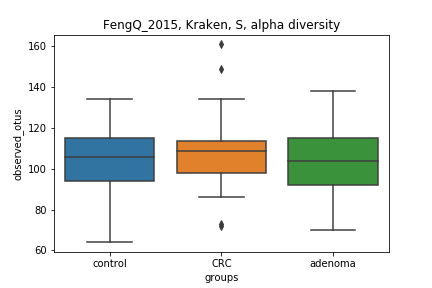 FengQ_2015, Kraken, S, alpha diversity
observed_otus
160
140
120
100
80
60
control CRC adenoma
groups